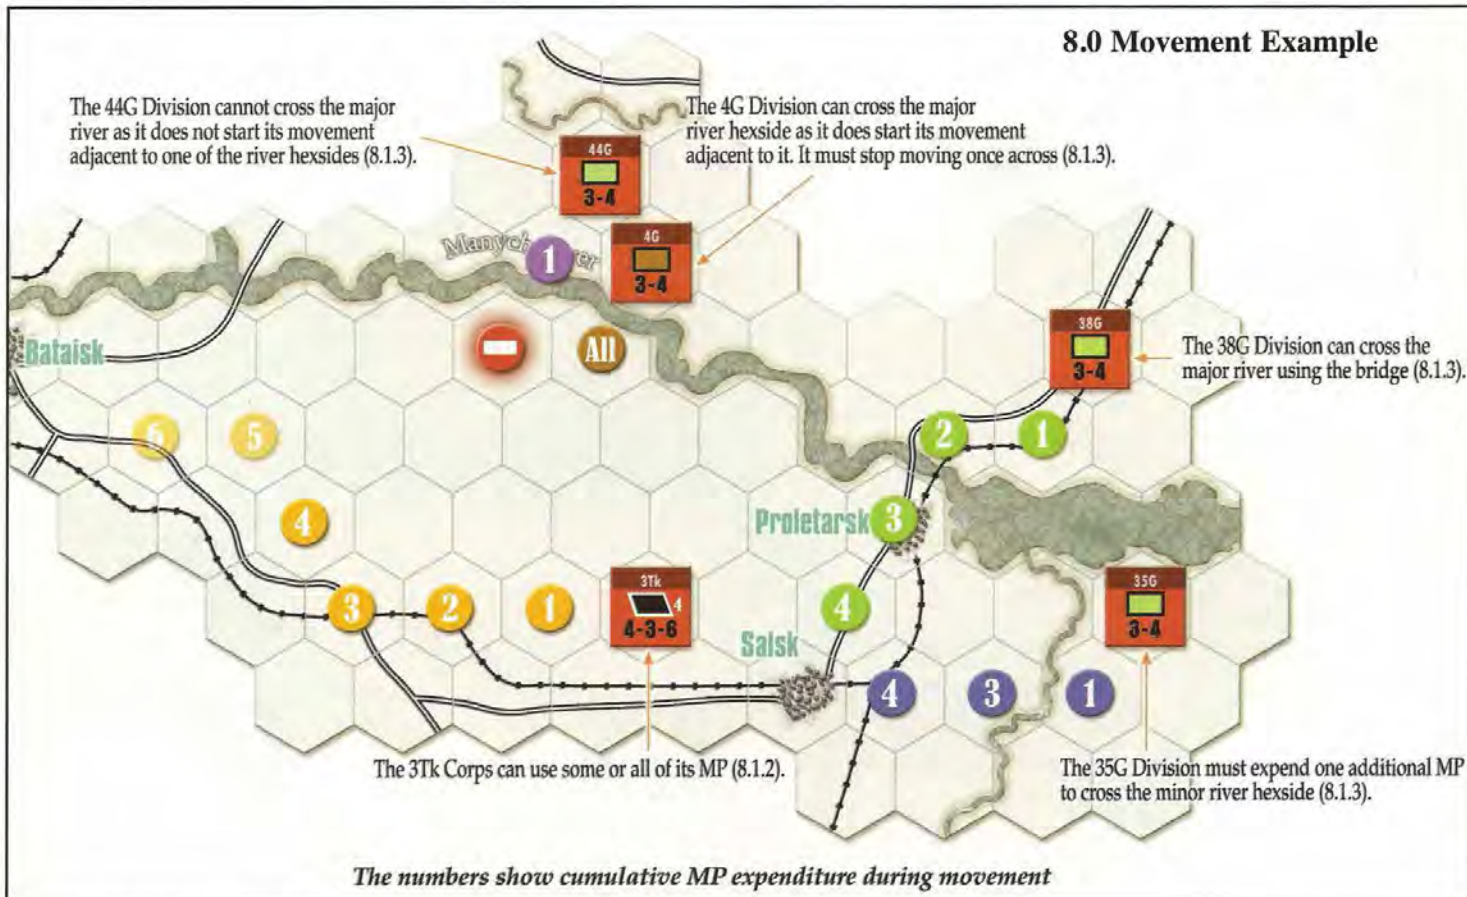 8.0 Movement Example
The 44G Division cannot cross the major
river as it does not start its movement
adjacent to one of the river hexsides (8.1.3).
The 4G Division can cross the major
river hexside as it does start its movement
adjacent to it. It must stop moving once across (8.1.3).
44G
3-4
Manych
1
4G
3-4
Bataisk
All
38G
3-4
The 38G Division can cross the
major river using the bridge (8.1.3).
6
5
2
1
4
Proletarsk
3
3
2
1
3Tk
4
4-3-6
4
35G
3-4
Salsk
4
3
1
The 3Tk Corps can use some or all of its MP (8.1.2).
The 35G Division must expend one additional MP
to cross the minor river hexside (8.1.3).
The numbers show cumulative MP expenditure during movement